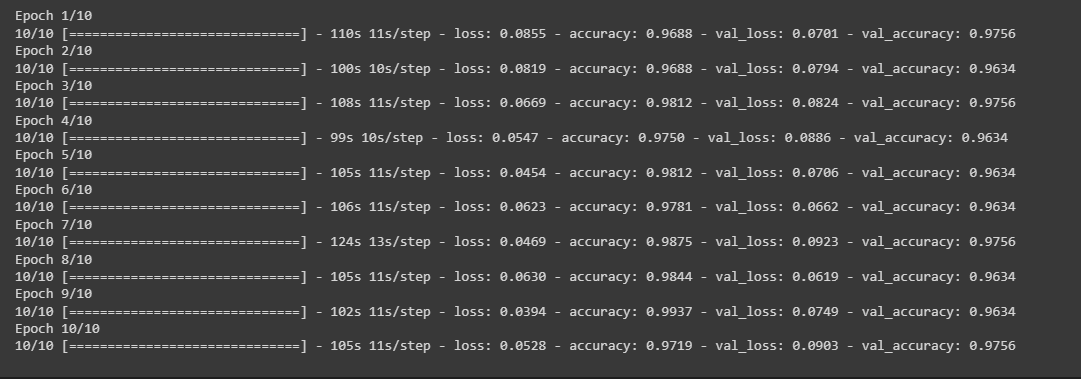 Epoch 1/10
10/10 [==============================] - 110s 11s/step - loss: 0.0855 - accuracy: 0.9688 - val_loss: 0.0701 - val_accuracy: 0.9756
Epoch 2/10
10/10 [==============================] - 100s 10s/step - loss: 0.0819 - accuracy: 0.9688 - val_loss: 0.0794 - val_accuracy: 0.9634
Epoch 3/10
10/10 [==============================] - 108s 11s/step - loss: 0.0669 - accuracy: 0.9812 - val_loss: 0.0824 - val_accuracy: 0.9756
Epoch 4/10
10/10 [==============================] - 99s 10s/step - loss: 0.0547 - accuracy: 0.9750 - val_loss: 0.0886 - val_accuracy: 0.9634
Epoch 5/10
10/10 [==============================] - 105s 11s/step - loss: 0.0454 - accuracy: 0.9812 - val_loss: 0.0706 - val_accuracy: 0.9634
Epoch 6/10
10/10 [==============================] - 106s 11s/step - loss: 0.0623 - accuracy: 0.9781 - val_loss: 0.0662 - val_accuracy: 0.9634
Epoch 7/10
10/10 [==============================] - 124s 13s/step - loss: 0.0469 - accuracy: 0.9875 - val_loss: 0.0923 - val_accuracy: 0.9756
Epoch 8/10
10/10 [==============================] - 105s 11s/step - loss: 0.0630 - accuracy: 0.9844 - val_loss: 0.0619 - val_accuracy: 0.9634
Epoch 9/10
10/10 [==============================] - 102s 11s/step - loss: 0.0394 - accuracy: 0.9937 - val_loss: 0.0749 - val_accuracy: 0.9634
Epoch 10/10
10/10 [==============================] - 105s 11s/step - loss: 0.0528 - accuracy: 0.9719 - val_loss: 0.0903 - val_accuracy: 0.9756